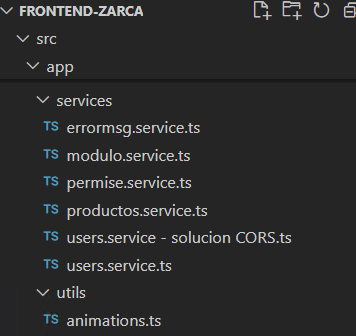 FRONTEND-ZARCA
src
app
services
TS errormsg.service.ts
TS modulo.service.ts
TS permise.service.ts
TS productos.service.ts
TS users.service - solucion CORS.ts
TS users.service.ts
utils
TS animations.ts